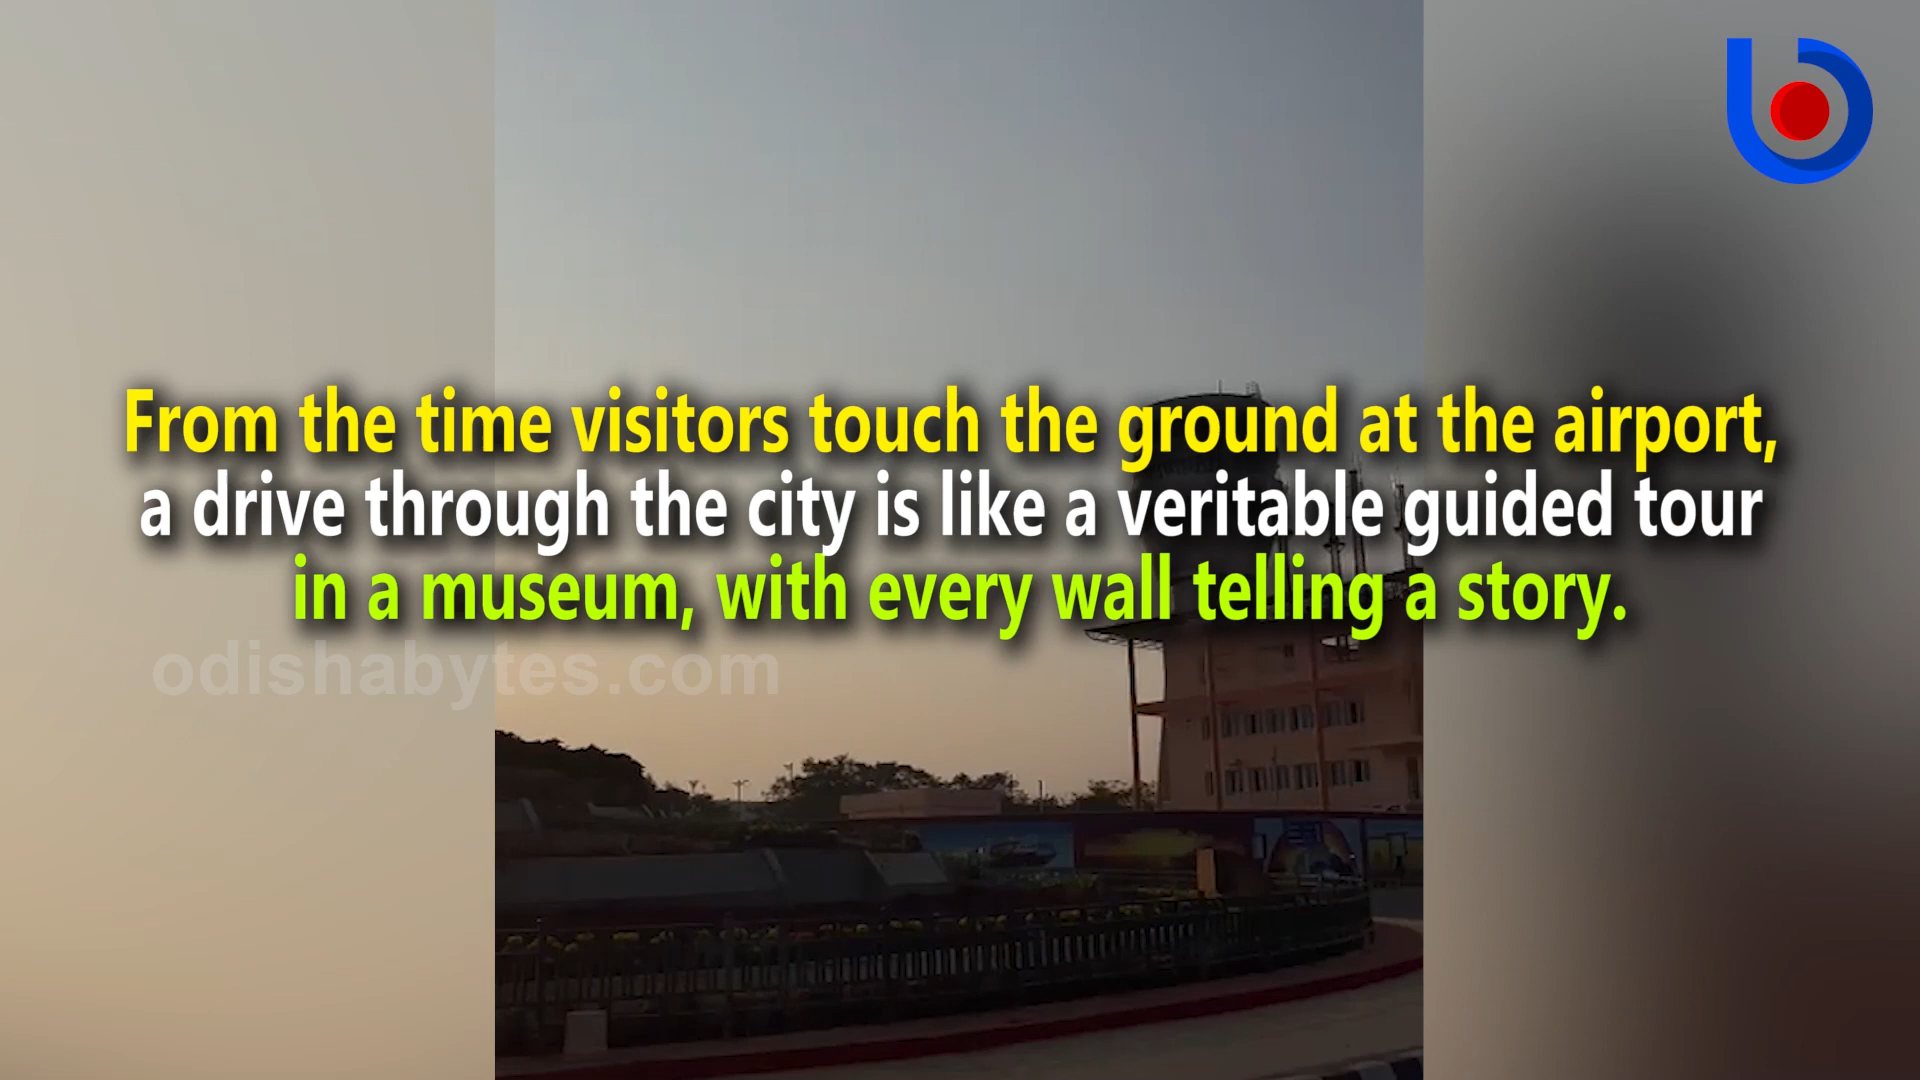 From the time visitors touch the ground at the airport,
a drive through the city is like a veritable guided tour
in a museum, with every wall telling a story.
odishabytes.com